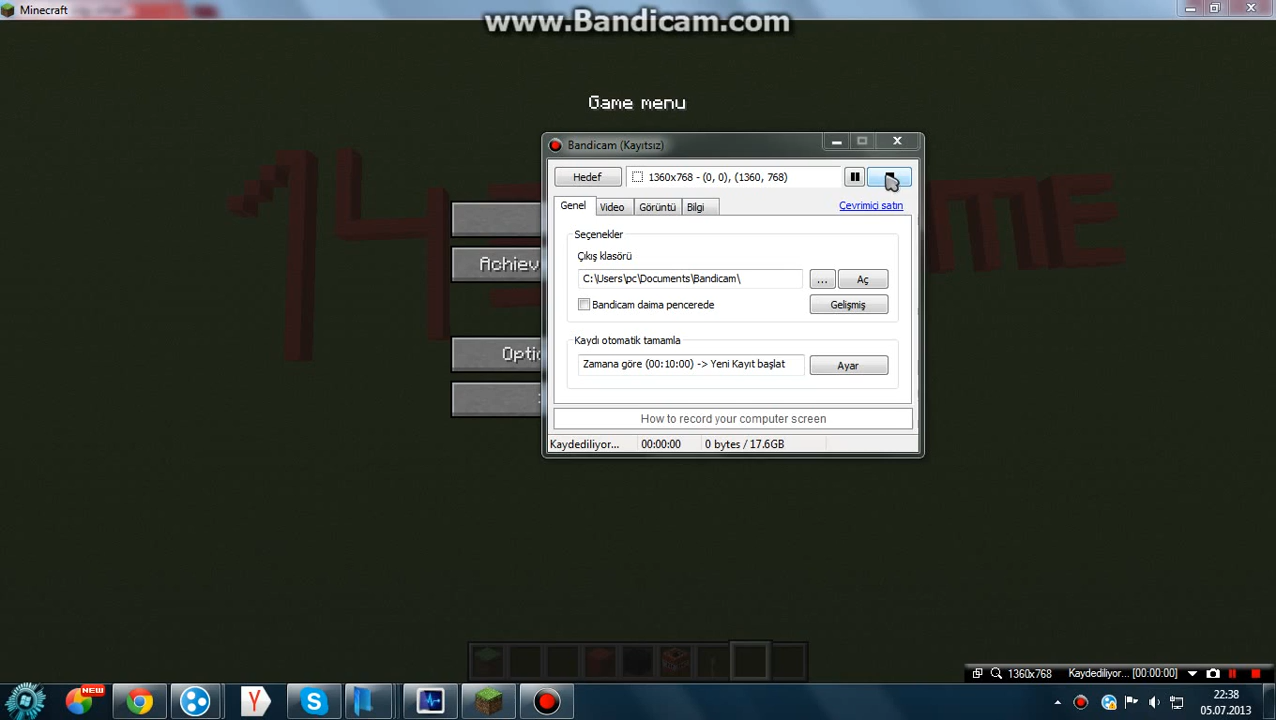 Minecraft
www.Bandicam.com
Game menu
Bandicam (Kayıtsız)
Hedef
1360x768 - (0, 0), (1360, 768)
Genel
Video
Görüntü
Bilgi
Çevrimiçi satın
Seçenekler
Çıkış klasörü
C:\Users\pc\Documents\Bandicam\
...
Aç
Bandicam daima pencerede
Gelişmiş
Kaydı otomatik tamamla
Zamana göre (00:10:00) -> Yeni Kayıt başlat
Ayar
How to record your computer screen
Kaydediliyor...
00:00:00
0 bytes / 17.6GB
Achiev
Optio
1360x768
Kaydediliyor... [00:00:00]
NEW
22:38
05.07.2013